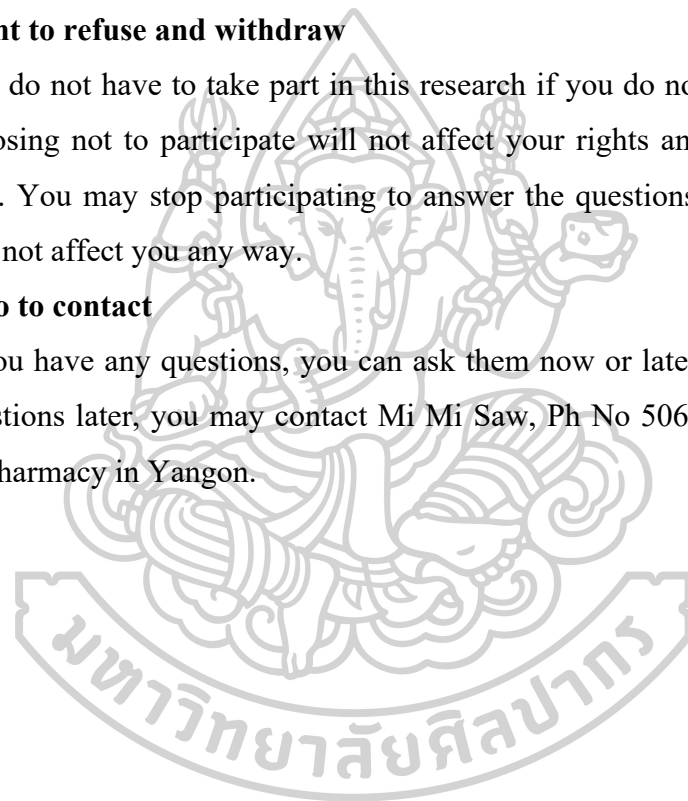 nt to refuse and withdraw
do not have to take part in this research if you do no
osing not to participate will not affect your rights an
. You may stop participating to answer the questions
not affect you any way.
o to contact
ou have any questions, you can ask them now or late
stions later, you may contact Mi Mi Saw, Ph No 506
harmacy in Yangon.
มหาวิทยาลัยศิลปากร